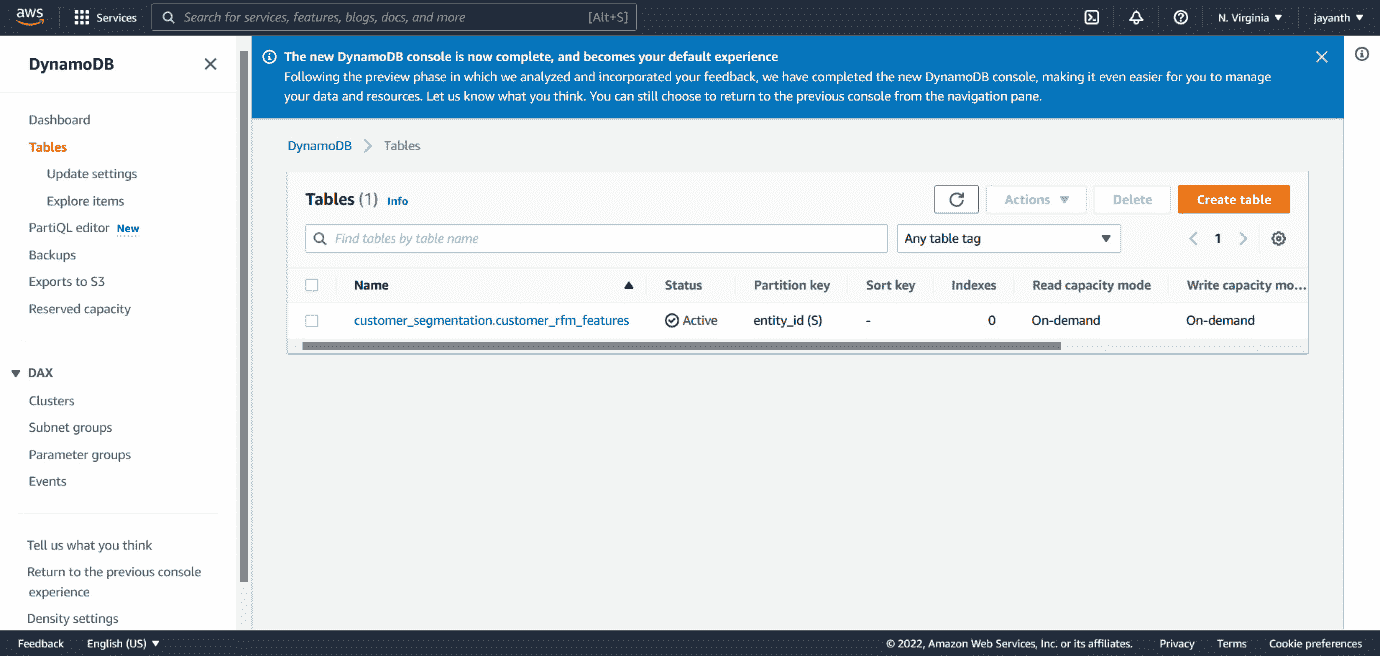 aws
Services
Search for services, features, blogs, docs, and more
[Alt+S]
N. Virginia
jayanth
DynamoDB
Dashboard
Tables
Update settings
Explore items
PartiQL editor New
Backups
Exports to S3
Reserved capacity
DAX
Clusters
Subnet groups
Parameter groups
Events
Tell us what you think
Return to the previous console
experience
Density settings
The new DynamoDB console is now complete, and becomes your default experience
Following the preview phase in which we analyzed and incorporated your feedback, we have completed the new DynamoDB console, making it even easier for you to manage
your data and resources. Let us know what you think. You can still choose to return to the previous console from the navigation pane.
DynamoDB > Tables
Tables (1) Info
Actions
Delete
Create table
Find tables by table name
Any table tag
1
Name Status Partition key Sort key Indexes Read capacity mode Write capacity mo...
customer_segmentation.customer_rfm_features Active entity_id (S) - 0 On-demand On-demand
Feedback English (US) © 2022, Amazon Web Services, Inc. or its affiliates. Privacy Terms Cookie preferences